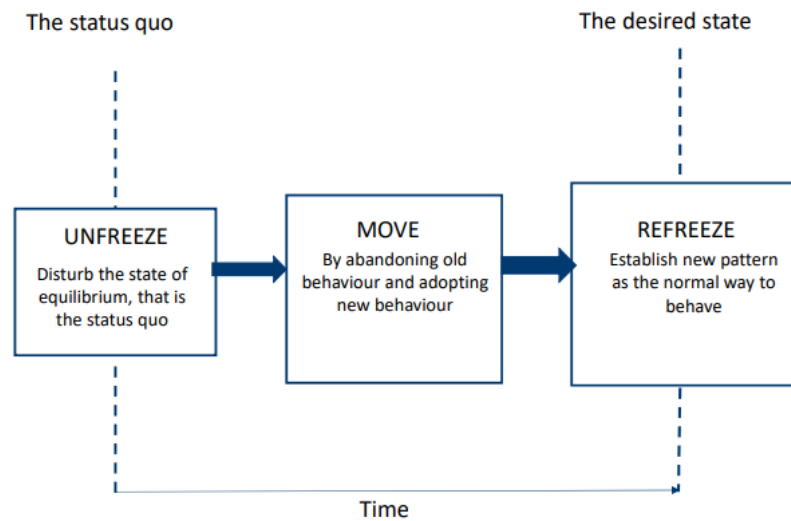 The status quo
The desired state
UNFREEZE
Disturb the state of
equilibrium, that is
the status quo
MOVE
By abandoning old
behaviour and adopting
new behaviour
REFREEZE
Establish new pattern
as the normal way to
behave
Time